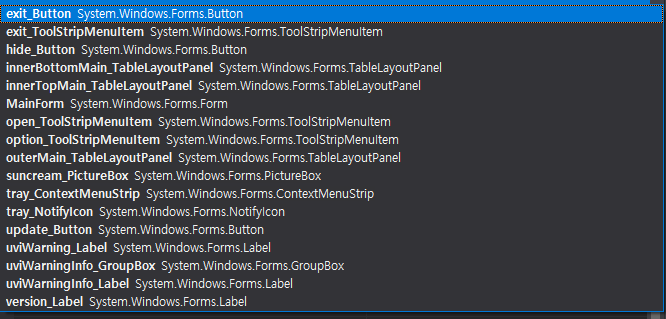 exit_Button System.Windows.Forms.Button
exit_ToolStripMenuItem System.Windows.Forms.ToolStripMenuItem
hide_Button System.Windows.Forms.Button
innerBottomMain_TableLayoutPanel System.Windows.Forms.TableLayoutPanel
innerTopMain_TableLayoutPanel System.Windows.Forms.TableLayoutPanel
MainForm System.Windows.Forms.Form
open_ToolStripMenuItem System.Windows.Forms.ToolStripMenuItem
option_ToolStripMenuItem System.Windows.Forms.ToolStripMenuItem
outerMain_TableLayoutPanel System.Windows.Forms.TableLayoutPanel
suncream_PictureBox System.Windows.Forms.PictureBox
tray_ContextMenuStrip System.Windows.Forms.ContextMenuStrip
tray_NotifyIcon System.Windows.Forms.NotifyIcon
update_Button System.Windows.Forms.Button
uviWarning_Label System.Windows.Forms.Label
uviWarningInfo_GroupBox System.Windows.Forms.GroupBox
uviWarningInfo_Label System.Windows.Forms.Label
version_Label System.Windows.Forms.Label